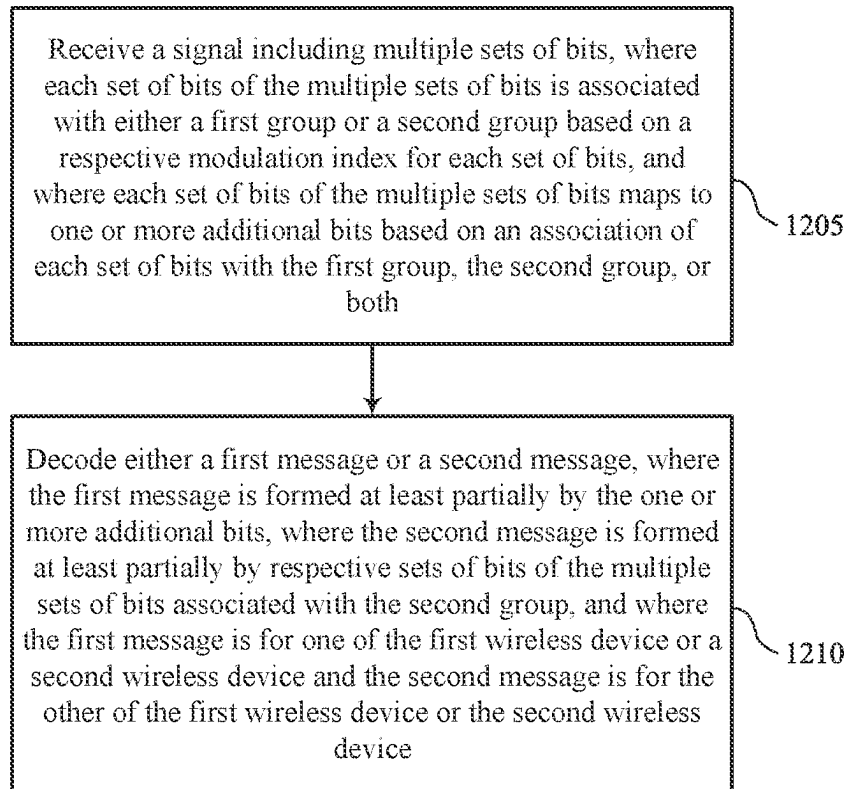 Receive a signal including multiple sets of bits, where
each set of bits of the multiple sets of bits is associated
with either a first group or a second group based on a
respective modulation index for each set of bits, and
where each set of bits of the multiple sets of bits maps to
one or more additional bits based on an association of
each set of bits with the first group, the second group, or
both
1205
Decode either a first message or a second message, where
the first message is formed at least partially by the one or
more additional bits, where the second message is formed
at least partially by respective sets of bits of the multiple
sets of bits associated with the second group, and where
the first message is for one of the first wireless device or a
second wireless device and the second message is for the
other of the first wireless device or the second wireless
device
1210